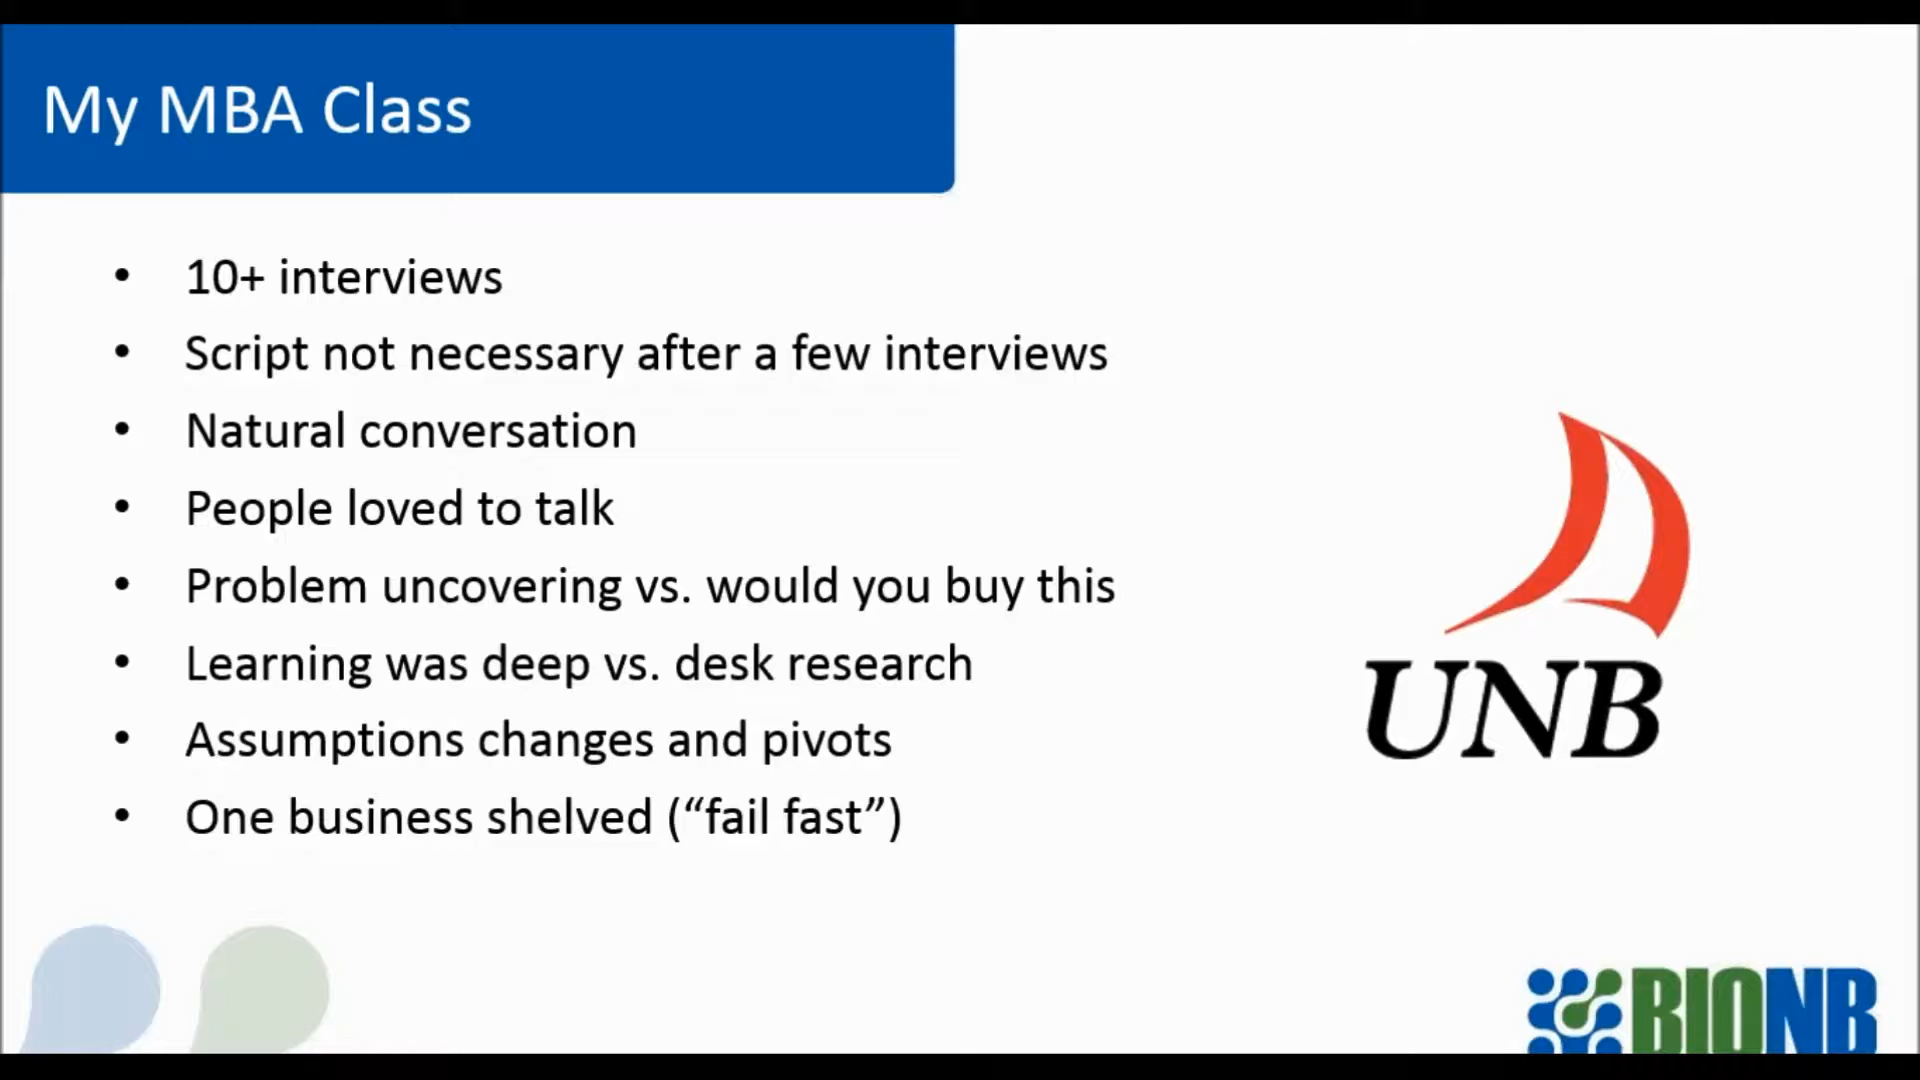 My MBA Class
• 10+ interviews
• Script not necessary after a few interviews
• Natural conversation
• People loved to talk
• Problem uncovering vs. would you buy this
• Learning was deep vs. desk research
• Assumptions changes and pivots
• One business shelved (“fail fast”)
UNB
BIONB